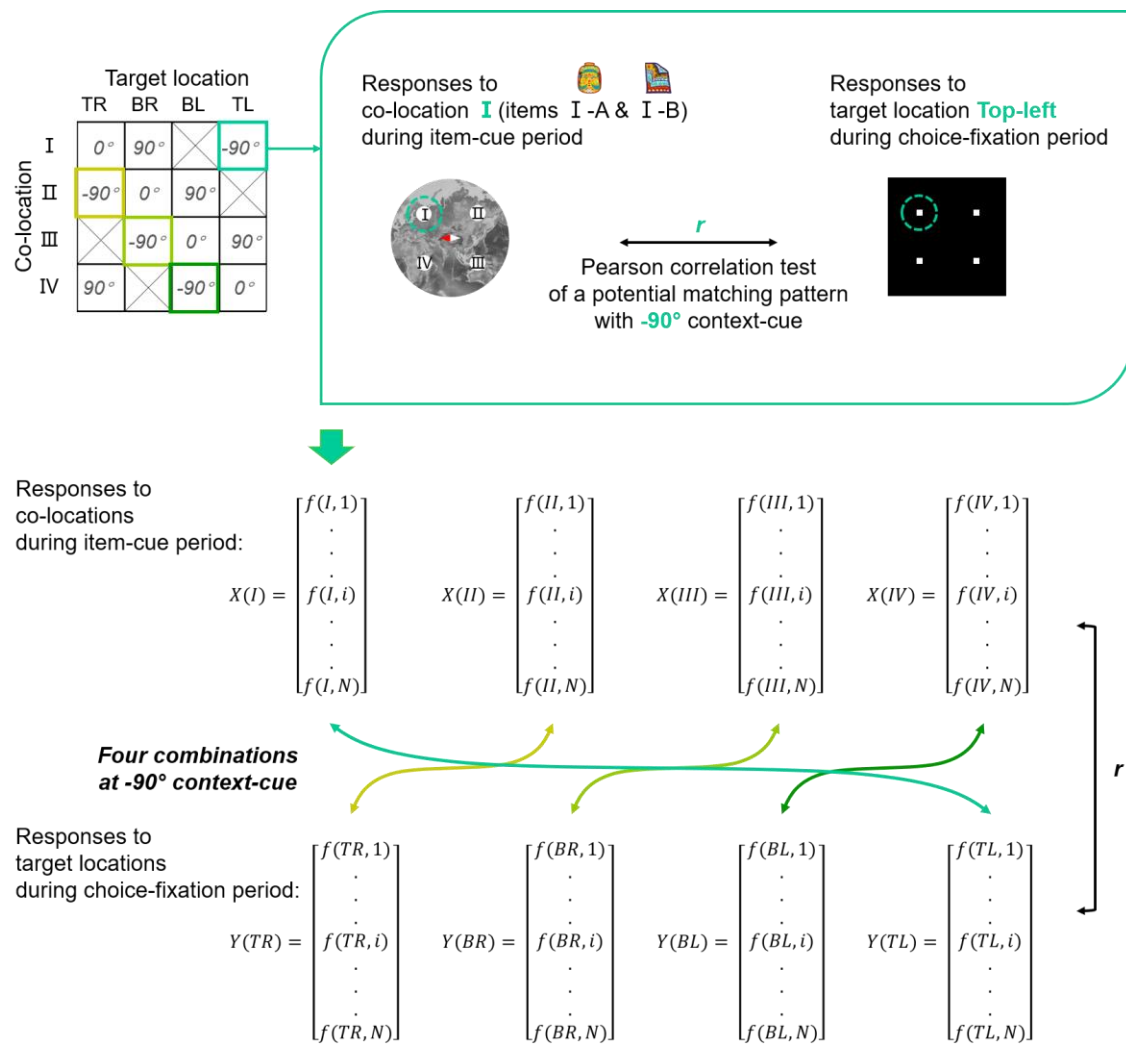 Target location
TR BR BL TL
Co-location
I 0° 90° -90°
II -90° 0° 90°
III -90° 0° 90°
IV 90° -90° 0°
Responses to
co-location I (items I-A & I-B)
during item-cue period
I II
IV III
r
Pearson correlation test
of a potential matching pattern
with -90° context-cue
Responses to
target location Top-left
during choice-fixation period
Responses to
co-locations
during item-cue period:
f(I, 1) f(II, 1) f(III, 1) f(IV, 1)
. . . .
. . . .
. . . .
X(I) = f(I, i) X(II) = f(II, i) X(III) = f(III, i) X(IV) = f(IV, i)
. . . .
. . . .
. . . .
f(I, N) f(II, N) f(III, N) f(IV, N)
Four combinations
at -90° context-cue
r
Responses to
target locations
during choice-fixation period:
f(TR, 1) f(BR, 1) f(BL, 1) f(TL, 1)
. . . .
. . . .
. . . .
Y(TR) = f(TR, i) Y(BR) = f(BR, i) Y(BL) = f(BL, i) Y(TL) = f(TL, i)
. . . .
. . . .
. . . .
f(TR, N) f(BR, N) f(BL, N) f(TL, N)